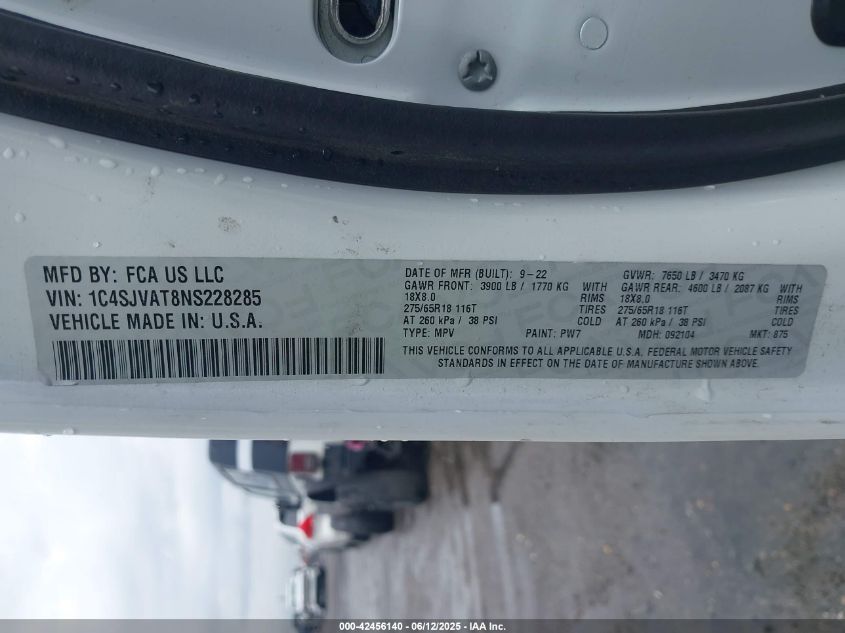 MFD BY: FCA US LLC
VIN: 1C4SJVAT8NS228285
VEHICLE MADE IN: U.S.A.
DATE OF MFR (BUILT): 9-22 GVWR: 7650 LB / 3470 KG
GAWR FRONT: 3900 LB / 1770 KG WITH GAWR REAR: 4600 LB / 2087 KG WITH
18X8.0 RIMS 18X8.0 RIMS
275/65R18 116T TIRES 275/65R18 116T TIRES
AT 260 kPa / 38 PSI COLD AT 260 kPa / 38 PSI COLD
TYPE: MPV PAINT: PW7 MDH: 092104 MKT: 875
THIS VEHICLE CONFORMS TO ALL APPLICABLE U.S.A. FEDERAL MOTOR VEHICLE SAFETY
STANDARDS IN EFFECT ON THE DATE OF MANUFACTURE SHOWN ABOVE.
000-42456140 - 06/12/2025 - IAA Inc.